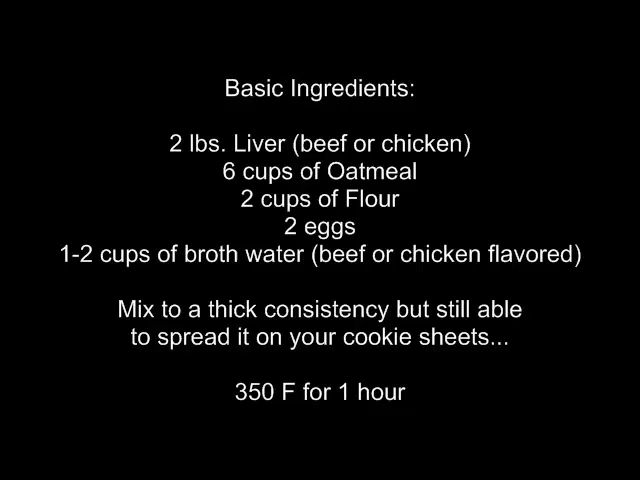 Basic Ingredients:
2 lbs. Liver (beef or chicken)
6 cups of Oatmeal
2 cups of Flour
2 eggs
1-2 cups of broth water (beef or chicken flavored)
Mix to a thick consistency but still able
to spread it on your cookie sheets...
350 F for 1 hour